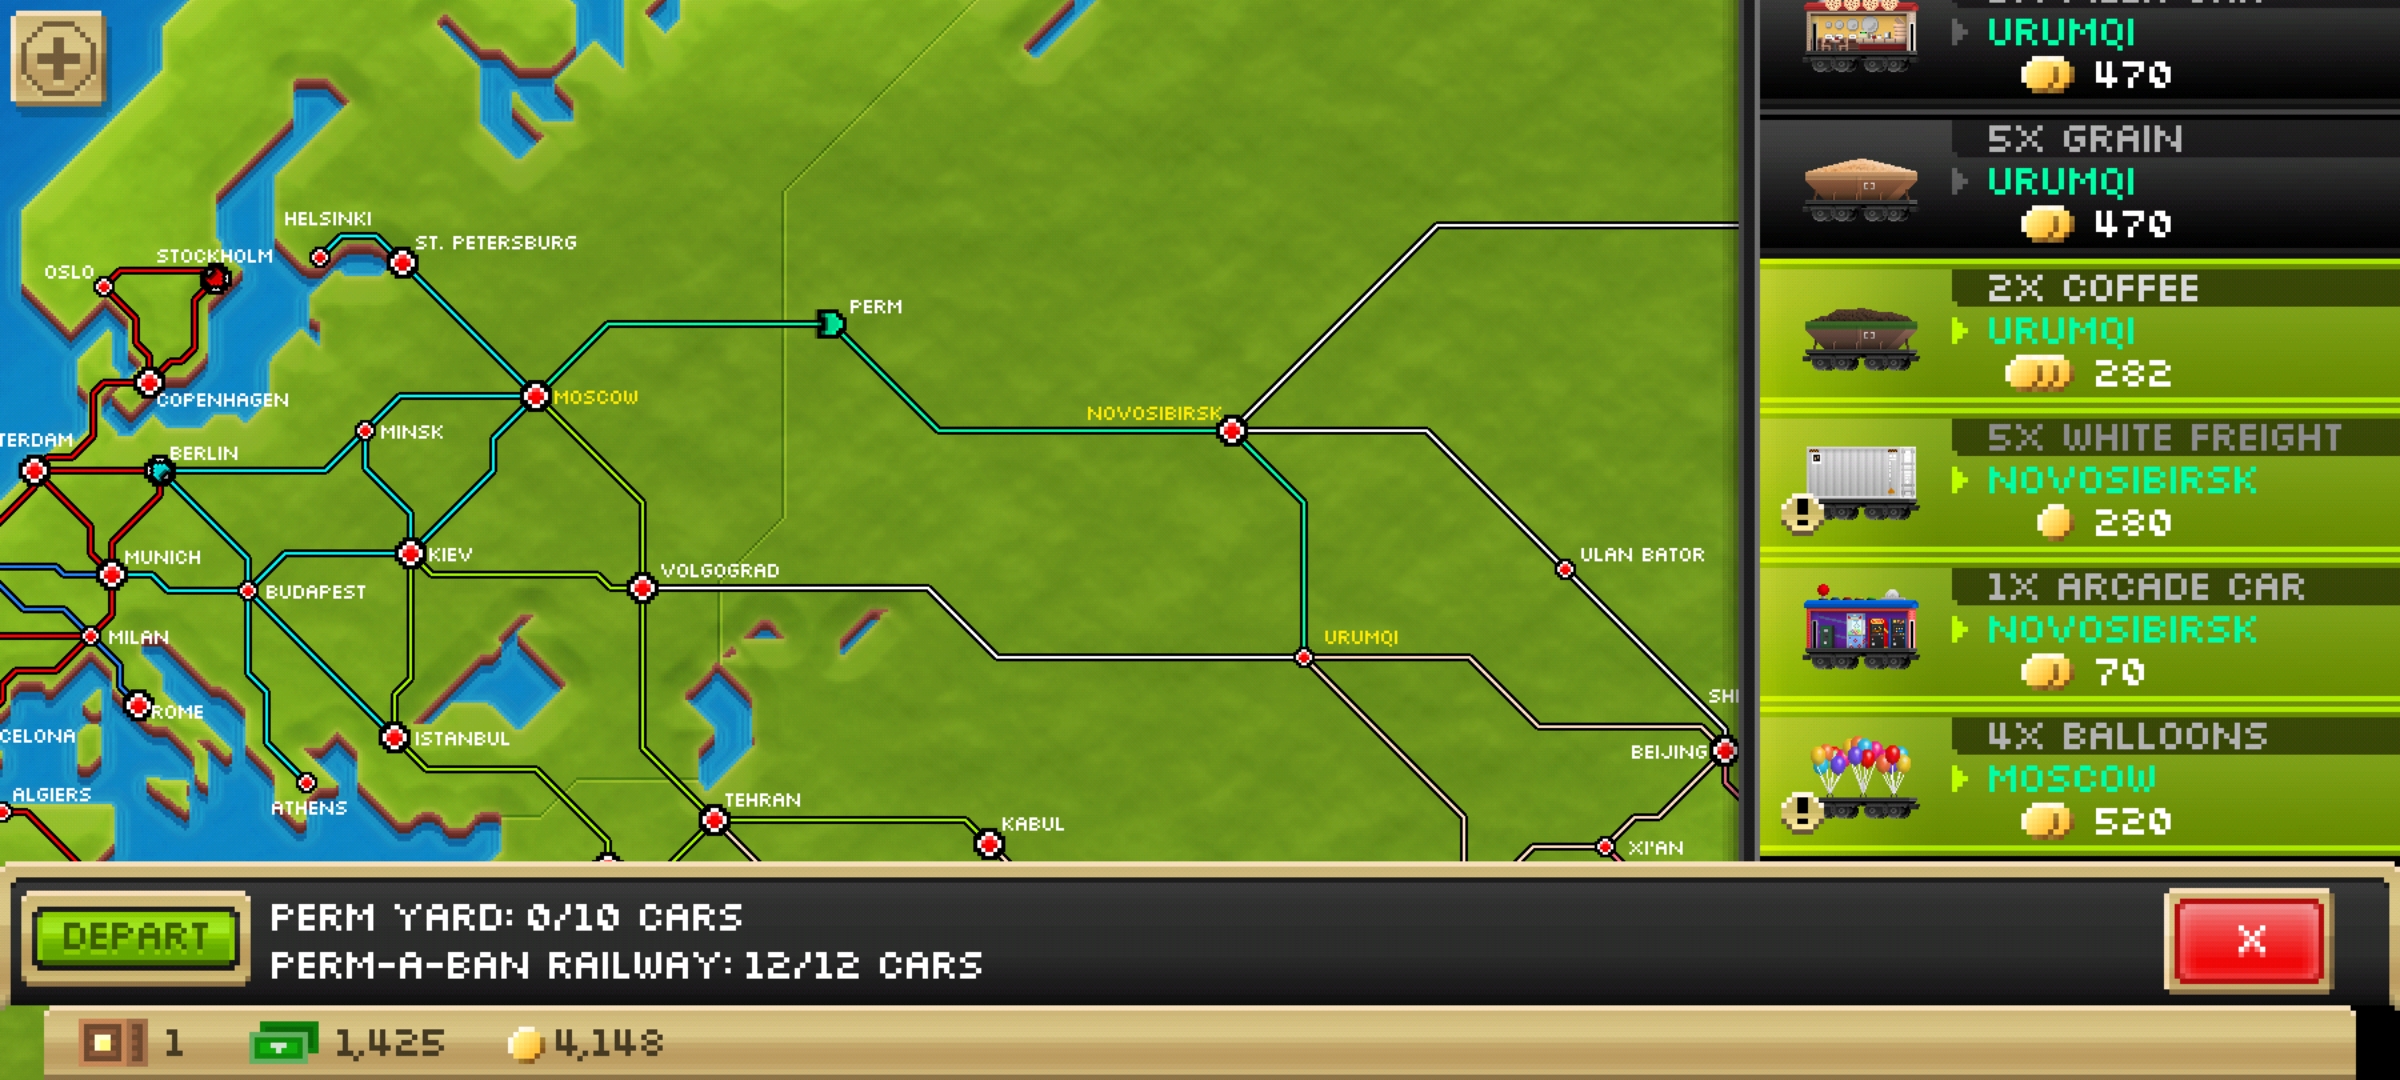 HELSINKI
ST. PETERSBURG
STOCKHOLM
OSLO
PERM
MOSCOW
COPENHAGEN
NOVOSIBIRSK
MINSK
TERDAM
BERLIN
KIEV
MUNICH
BUDAPEST
VOLGOGRAD
ULAN BATOR
MILAN
URUMQI
ROME
SH
CELONA
ISTANBUL
BEIJING
ALGIERS
ATHENS
TEHRAN
KABUL
XI'AN
URUMQI
470
5X GRAIN
URUMQI
470
2X COFFEE
URUMQI
282
5X WHITE FREIGHT
NOVOSIBIRSK
280
1X ARCADE CAR
NOVOSIBIRSK
70
4X BALLOONS
MOSCOW
520
DEPART
PERM YARD: 0/10 CARS
PERM-A-BAN RAILWAY: 12/12 CARS
X
1
1,425
4,148